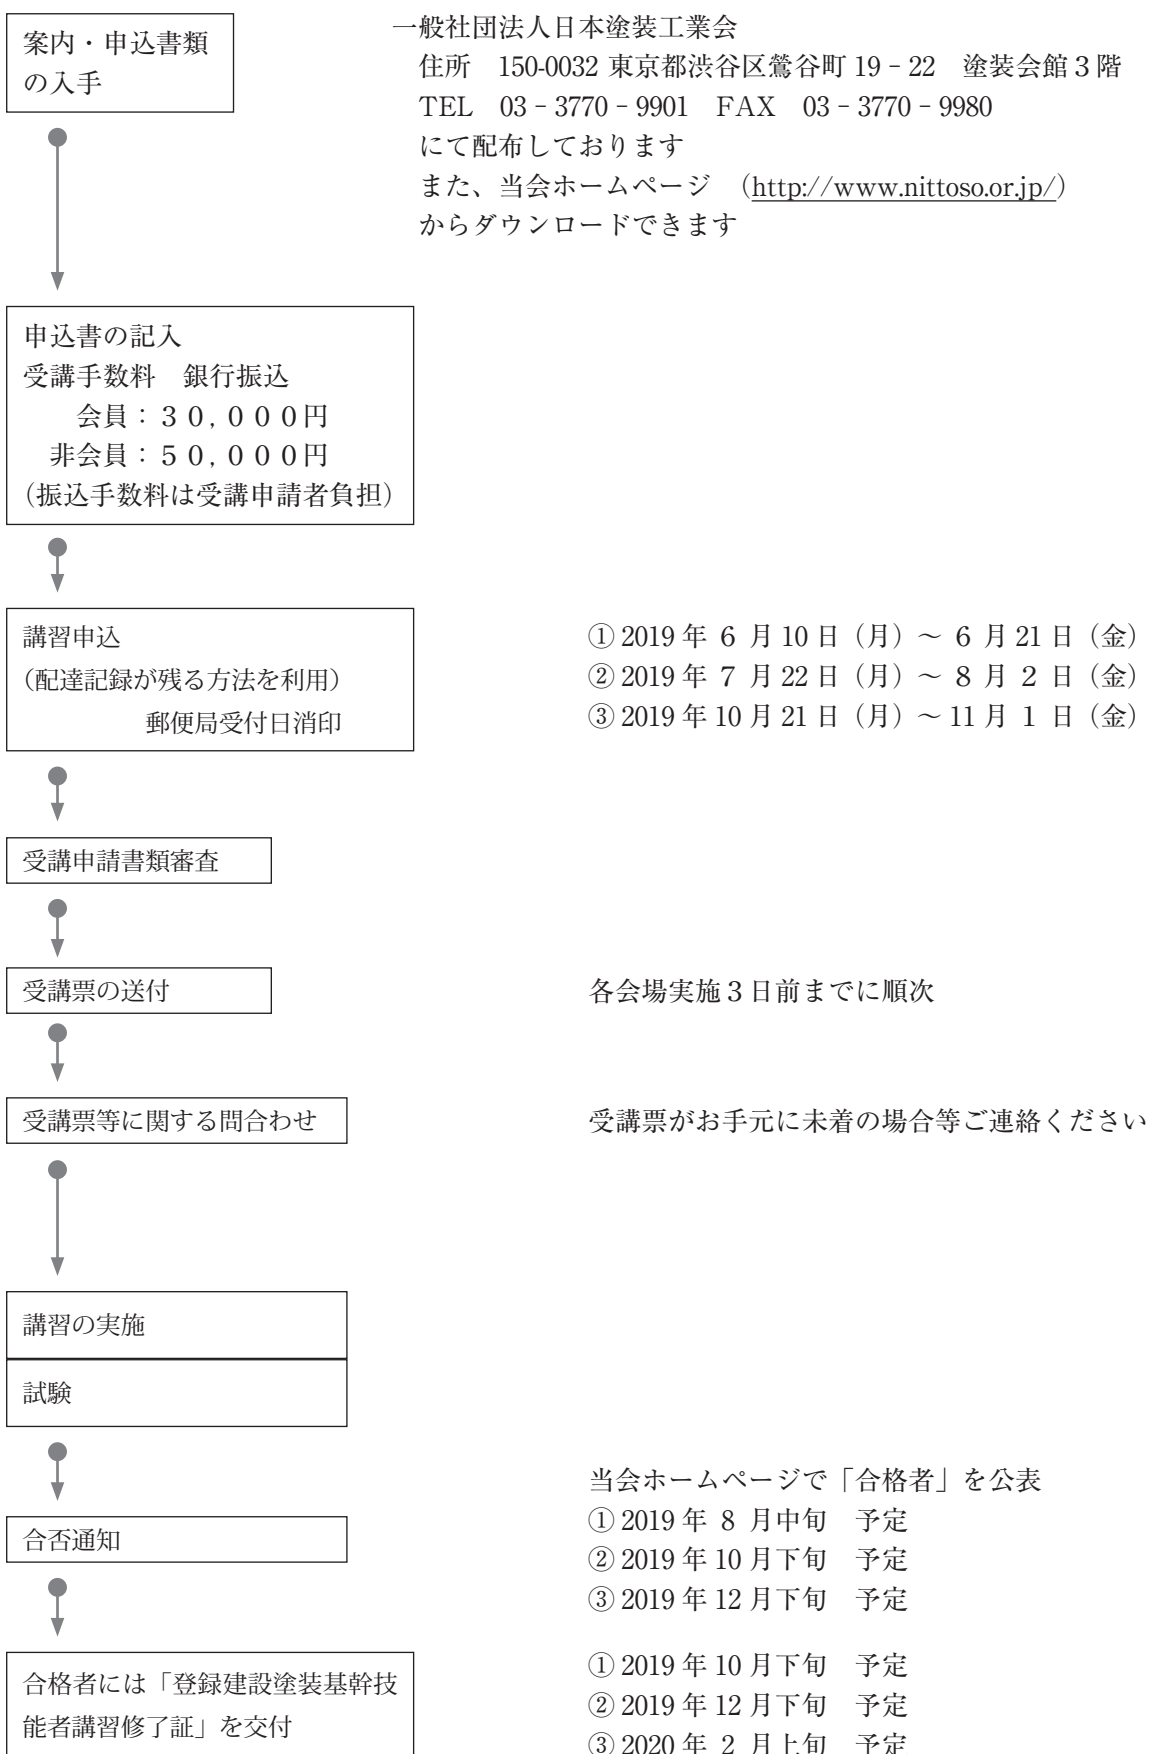 案内・申込書類
の入手
一般社団法人日本塗装工業会
住所　150-0032 東京都渋谷区鶯谷町 19‐22　塗装会館３階
TEL　03‐3770‐9901　FAX　03‐3770‐9980
にて配布しております
また、当会ホームページ　（http://www.nittoso.or.jp/）
からダウンロードできます
申込書の記入
受講手数料　銀行振込
会員：３０,０００円
非会員：５０,０００円
（振込手数料は受講申請者負担）
講習申込
（配達記録が残る方法を利用）
郵便局受付日消印
① 2019 年 ６ 月 10 日（月）～ ６ 月 21 日（金）
② 2019 年 ７ 月 22 日（月）～ ８ 月 ２ 日（金）
③ 2019 年 10 月 21 日（月）～ 11 月 １ 日（金）
受講申請書類審査
受講票の送付
各会場実施３日前までに順次
受講票等に関する問合わせ
受講票がお手元に未着の場合等ご連絡ください
講習の実施
試験
合否通知
当会ホームページで「合格者」を公表
① 2019 年 ８ 月中旬　予定
② 2019 年 10 月下旬　予定
③ 2019 年 12 月下旬　予定
合格者には「登録建設塗装基幹技
能者講習修了証」を交付
① 2019 年 10 月下旬　予定
② 2019 年 12 月下旬　予定
③ 2020 年 ２ 月上旬　予定